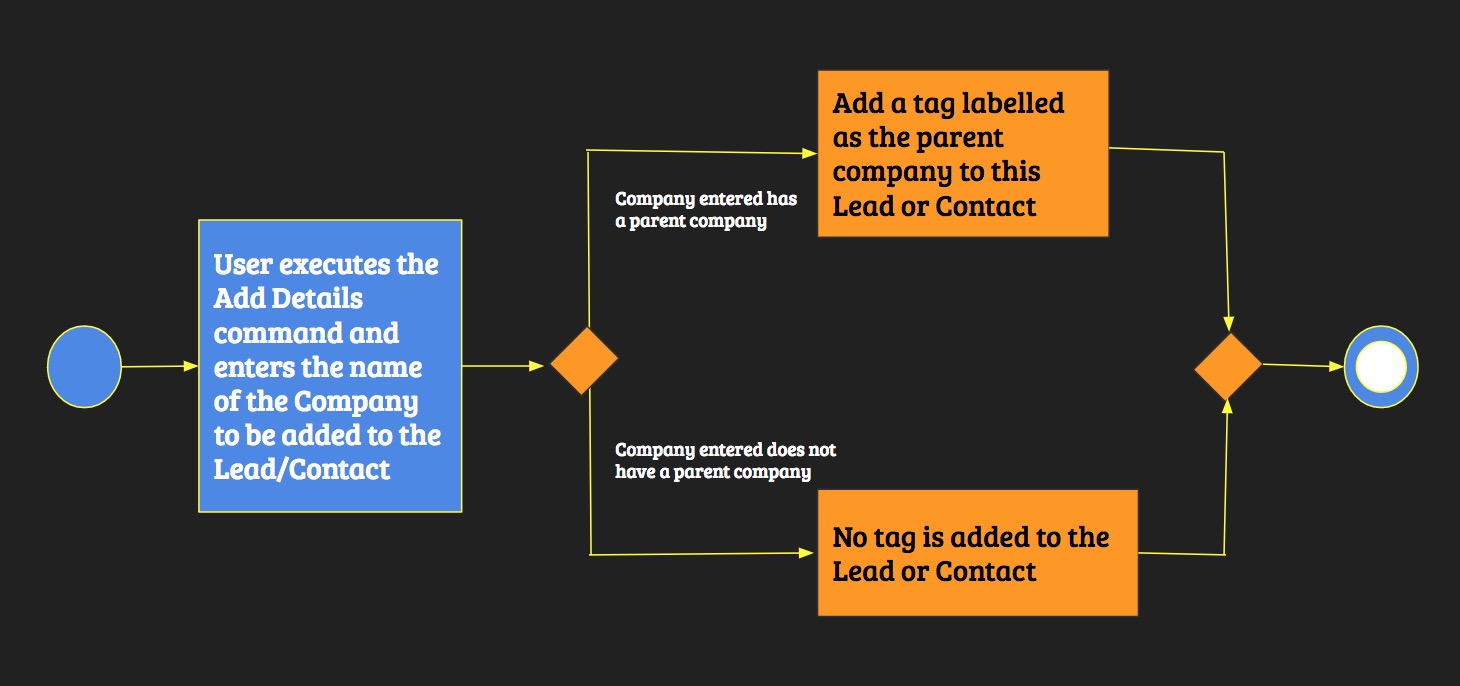 User executes the
Add Details
command and
enters the name
of the Company
to be added to the
Lead/Contact
Company entered has
a parent company
Add a tag labelled
as the parent
company to this
Lead or Contact
Company entered does not
have a parent company
No tag is added to the
Lead or Contact